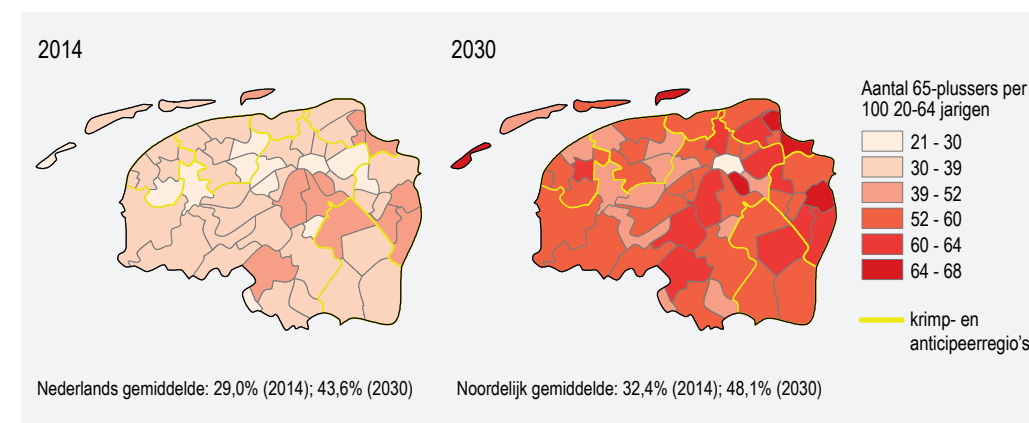 2014
2030
Aantal 65-plussers per
100 20-64 jarigen
21 - 30
30 - 39
39 - 52
52 - 60
60 - 64
64 - 68
krimp- en
anticipeerregio's
Nederlands gemiddelde: 29,0% (2014); 43,6% (2030)
Noordelijk gemiddelde: 32,4% (2014); 48,1% (2030)